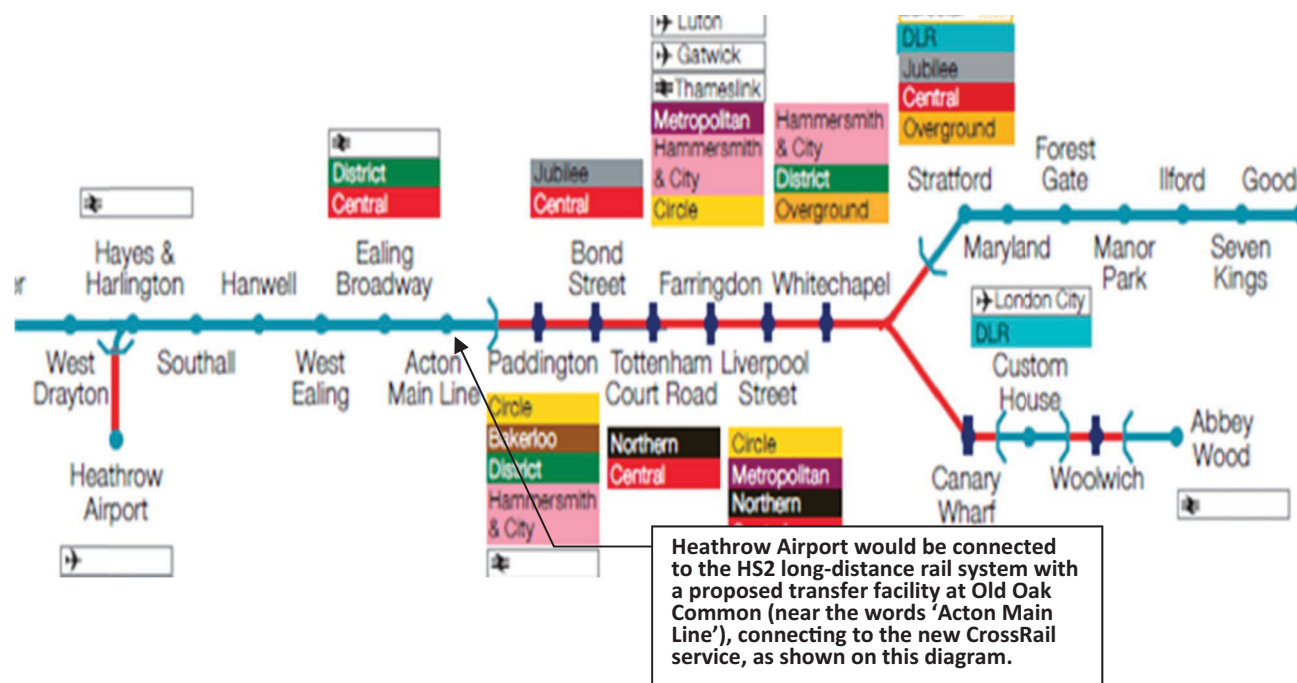 Luton
Gatwick
Thameslink
Metropolitan
Hammersmith
& City
Circle
Hammersmith
& City
District
Overground
DLR
Jubilee
Central
Overground
District
Central
Jubilee
Central
Hayes &
Harlington
Hanwell
Ealing
Broadway
Bond
Street
Farringdon
Whitechapel
Stratford
Forest
Gate
Ilford
Good
Maryland
Manor
Park
Seven
Kings
West
Drayton
Southall
West
Ealing
Acton
Main Line
Paddington
Tottenham
Court Road
Liverpool
Street
London City
DLR
Custom
House
Heathrow
Airport
Circle
Bakerloo
District
Hammersmith
& City
Northern
Central
Circle
Metropolitan
Northern
Canary
Wharf
Woolwich
Abbey
Wood
Heathrow Airport would be connected
to the HS2 long-distance rail system with
a proposed transfer facility at Old Oak
Common (near the words ‘Acton Main
Line’), connecting to the new CrossRail
service, as shown on this diagram.